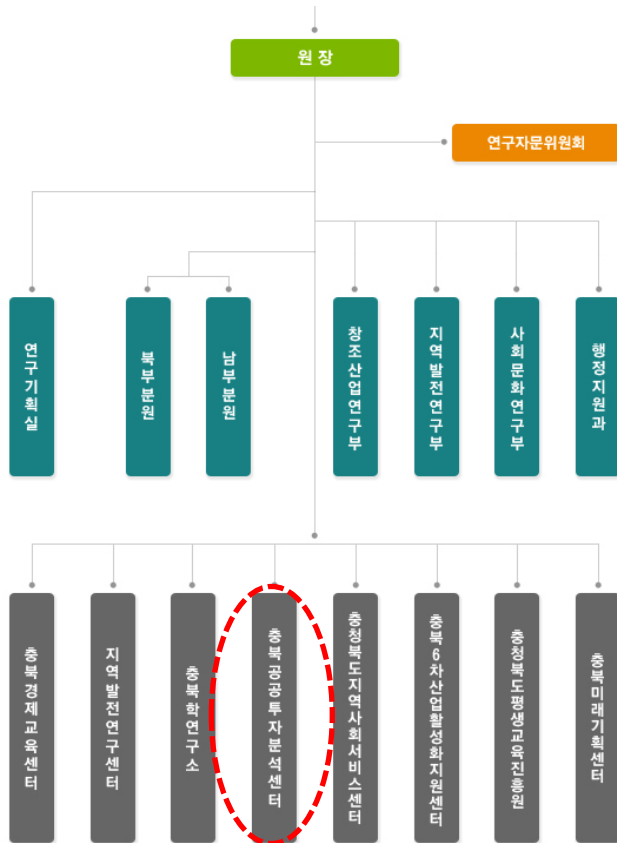 원장
연구자문위원회
연구기획실
북부분원
남부분원
창조산업연구부
지역발전연구부
사회문화연구부
행정지원과
충북경제교육센터
지역발전연구센터
충북학연구소
충북공공투자분석센터
충청북도지역사회서비스센터
충북6차산업활성화지원센터
충청북도평생교육진흥원
충북미래기획센터